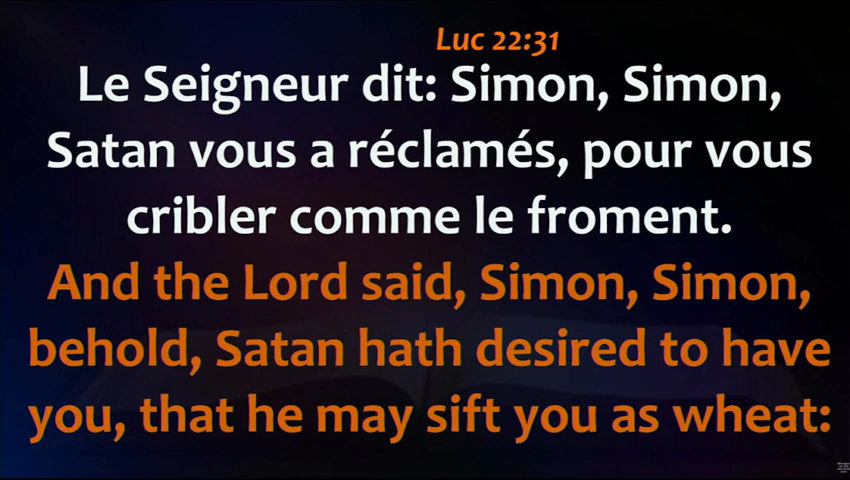 Luc 22:31
Le Seigneur dit: Simon, Simon,
Satan vous a réclamés, pour vous
cribler comme le froment.
And the Lord said, Simon, Simon,
behold, Satan hath desired to have
you, that he may sift you as wheat: